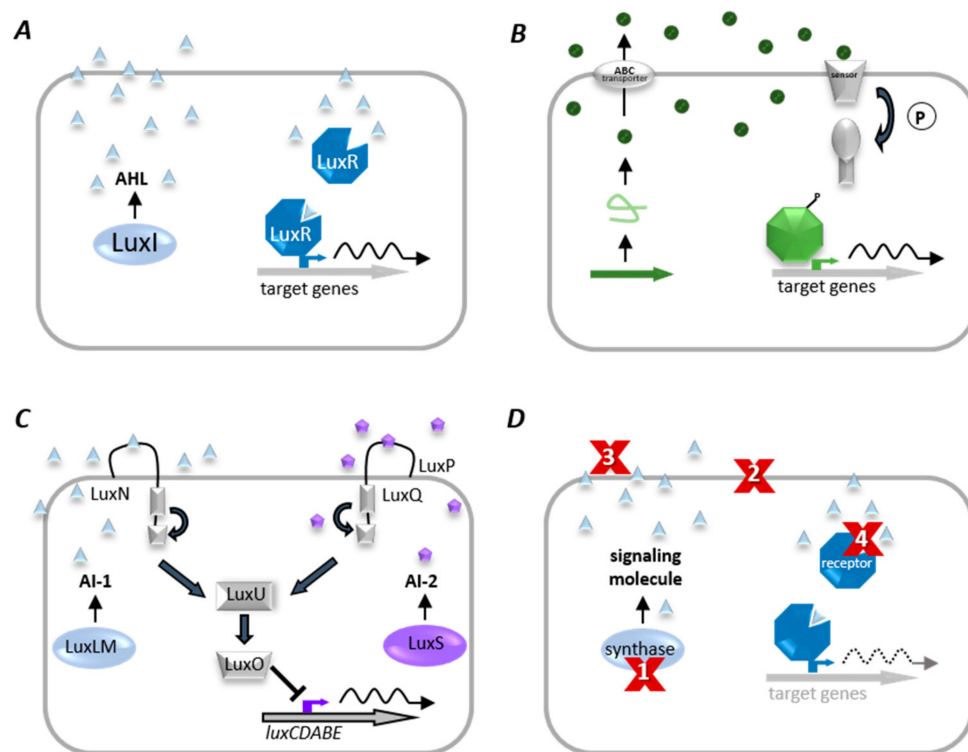 A
AHL
LuxI
LuxR
LuxR
target genes
B
ABC
transporter
sensor
P
P
target genes
C
LuxN
LuxP
LuxQ
AI-1
LuxLM
LuxU
LuxO
AI-2
LuxS
luxCDABE
D
3
2
signaling
molecule
4
receptor
synthase
1
target genes